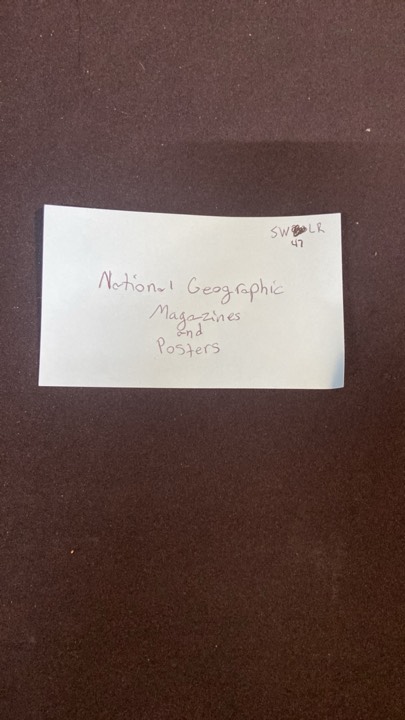 SW LR
47
National Geographic
Magazines
and
Posters